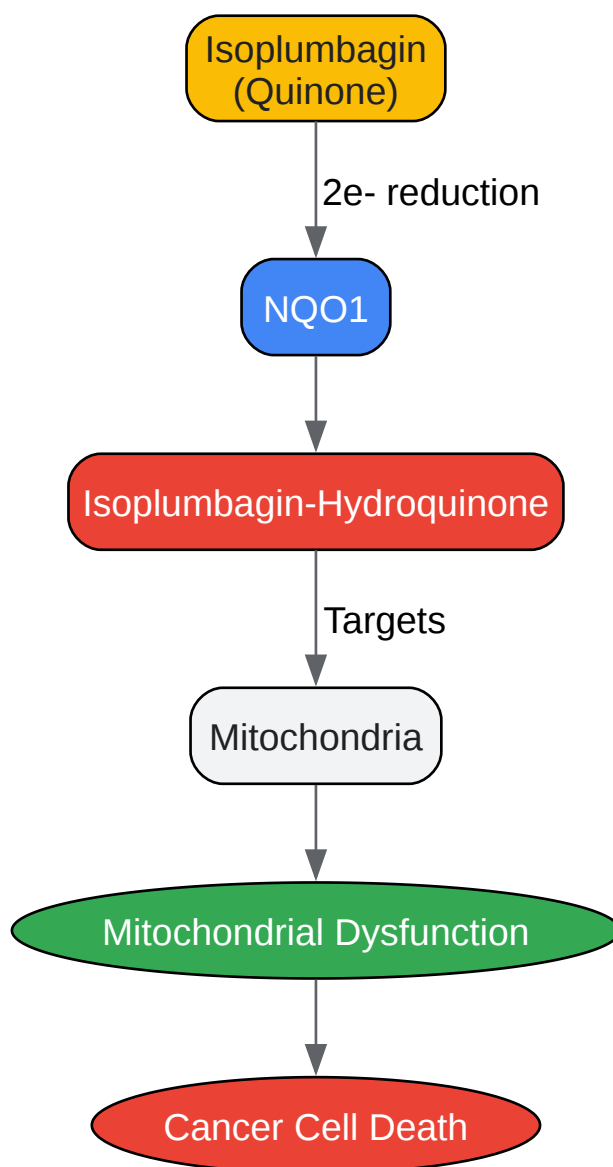 Isoplumbagin
(Quinone)
2e- reduction
NQO1
Isoplumbagin-Hydroquinone
Targets
Mitochondria
Mitochondrial Dysfunction
Cancer Cell Death